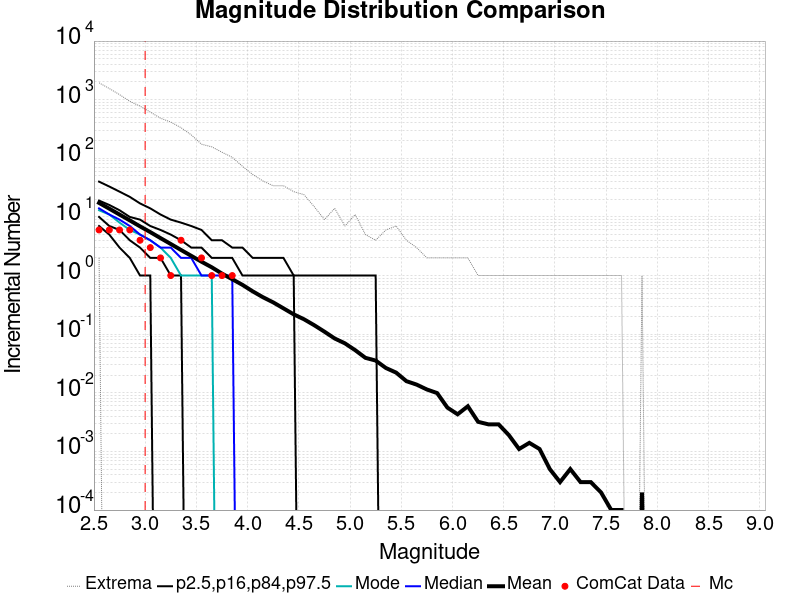 Magnitude Distribution Comparison
10^4
10^3
10^2
10^1
10^0
10^-1
10^-2
10^-3
10^-4
Incremental Number
2.5 3.0 3.5 4.0 4.5 5.0 5.5 6.0 6.5 7.0 7.5 8.0 8.5 9.0
Magnitude
Extrema p2.5,p16,p84,p97.5 Mode Median Mean ComCat Data Mc